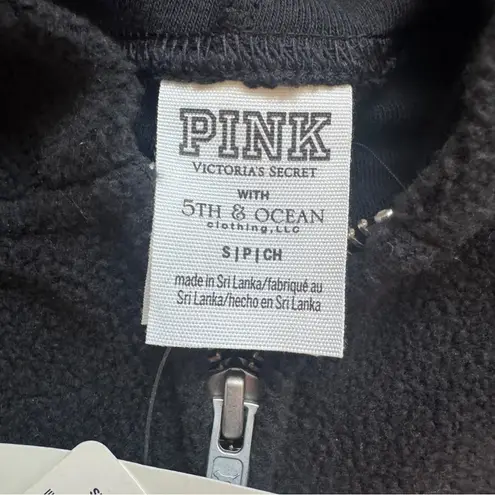 PINK
VICTORIA'S SECRET
WITH
5TH & OCEAN
clothing, LLC
S|P|CH
made in Sri Lanka/fabriqué au
Sri Lanka/hecho en Sri Lanka